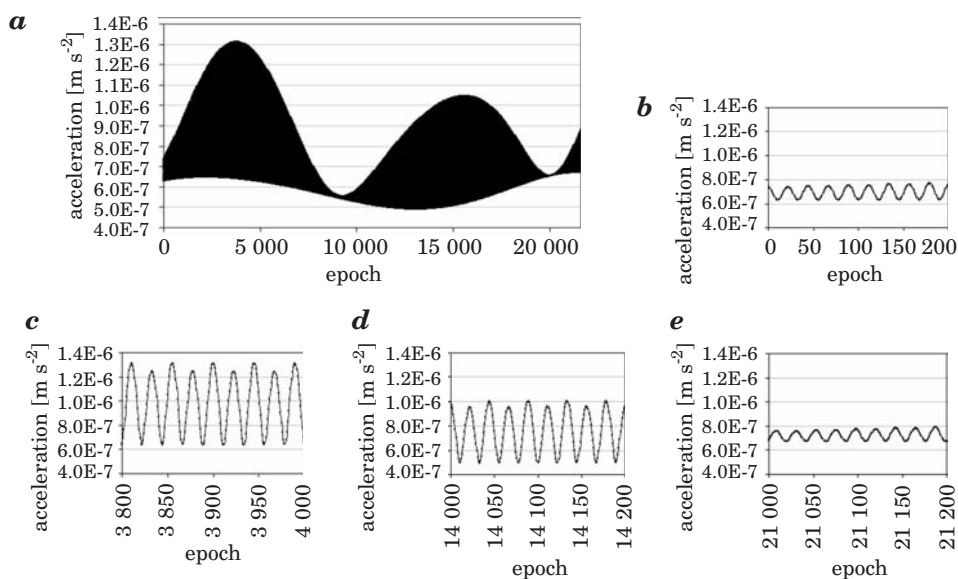 a
acceleration [m s⁻²]
1.4E-6
1.3E-6
1.2E-6
1.1E-6
1.0E-6
9.0E-7
8.0E-7
7.0E-7
6.0E-7
5.0E-7
4.0E-7
0 5 000 10 000 15 000 20 000
epoch
b
acceleration [m s⁻²]
1.4E-6
1.2E-6
1.0E-6
8.0E-7
6.0E-7
4.0E-7
0 50 100 150 200
epoch
c
acceleration [m s⁻²]
1.4E-6
1.2E-6
1.0E-6
8.0E-7
6.0E-7
4.0E-7
3 800
3 850
3 900
3 950
4 000
epoch
d
acceleration [m s⁻²]
1.4E-6
1.2E-6
1.0E-6
8.0E-7
6.0E-7
4.0E-7
14 000
14 050
14 100
14 150
14 200
epoch
e
acceleration [m s⁻²]
1.4E-6
1.2E-6
1.0E-6
8.0E-7
6.0E-7
4.0E-7
21 000
21 050
21 100
21 150
21 200
epoch